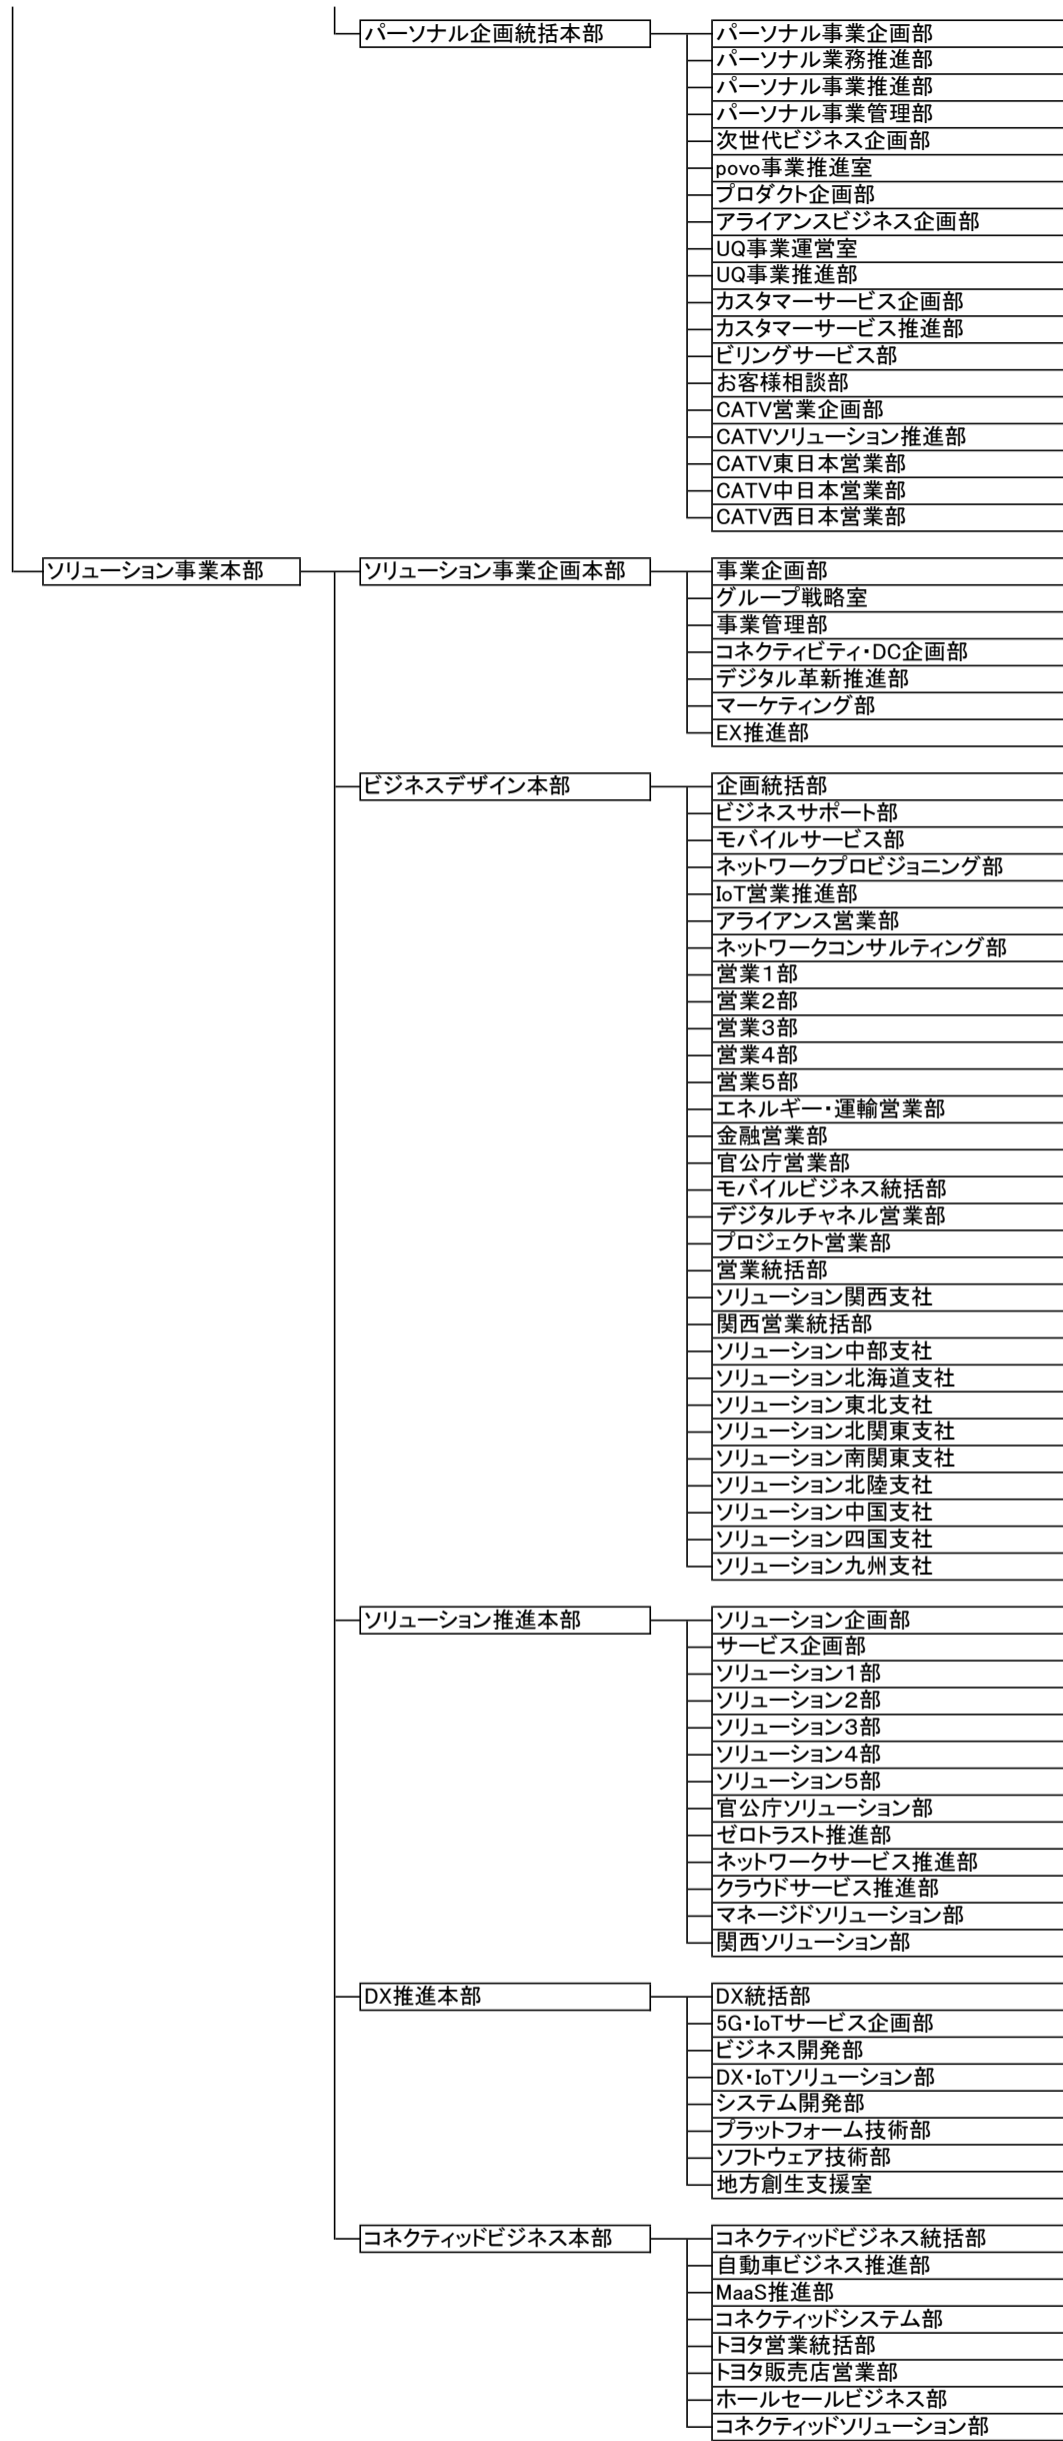 パーソナル企画統括本部
パーソナル事業企画部
パーソナル業務推進部
パーソナル事業推進部
パーソナル事業管理部
次世代ビジネス企画部
povo事業推進室
プロダクト企画部
アライアンスビジネス企画部
UQ事業運営室
UQ事業推進部
カスタマーサービス企画部
カスタマーサービス推進部
ビリングサービス部
お客様相談部
CATV営業企画部
CATVソリューション推進部
CATV東日本営業部
CATV中日本営業部
CATV西日本営業部
ソリューション事業本部
ソリューション事業企画本部
事業企画部
グループ戦略室
事業管理部
コネクティビティ・DC企画部
デジタル革新推進部
マーケティング部
EX推進部
ビジネスデザイン本部
企画統括部
ビジネスサポート部
モバイルサービス部
ネットワークプロビジョニング部
IoT営業推進部
アライアンス営業部
ネットワークコンサルティング部
営業1部
営業2部
営業3部
営業4部
営業5部
エネルギー・運輸営業部
金融営業部
官公庁営業部
モバイルビジネス統括部
デジタルチャネル営業部
プロジェクト営業部
営業統括部
ソリューション関西支社
関西営業統括部
ソリューション中部支社
ソリューション北海道支社
ソリューション東北支社
ソリューション北関東支社
ソリューション南関東支社
ソリューション北陸支社
ソリューション中国支社
ソリューション四国支社
ソリューション九州支社
ソリューション推進本部
ソリューション企画部
サービス企画部
ソリューション1部
ソリューション2部
ソリューション3部
ソリューション4部
ソリューション5部
官公庁ソリューション部
ゼロトラスト推進部
ネットワークサービス推進部
クラウドサービス推進部
マネージドソリューション部
関西ソリューション部
DX推進本部
DX統括部
5G・IoTサービス企画部
ビジネス開発部
DX・IoTソリューション部
システム開発部
プラットフォーム技術部
ソフトウェア技術部
地方創生支援室
コネクティッドビジネス本部
コネクティッドビジネス統括部
自動車ビジネス推進部
MaaS推進部
コネクティッドシステム部
トヨタ営業統括部
トヨタ販売店営業部
ホールセールビジネス部
コネクティッドソリューション部